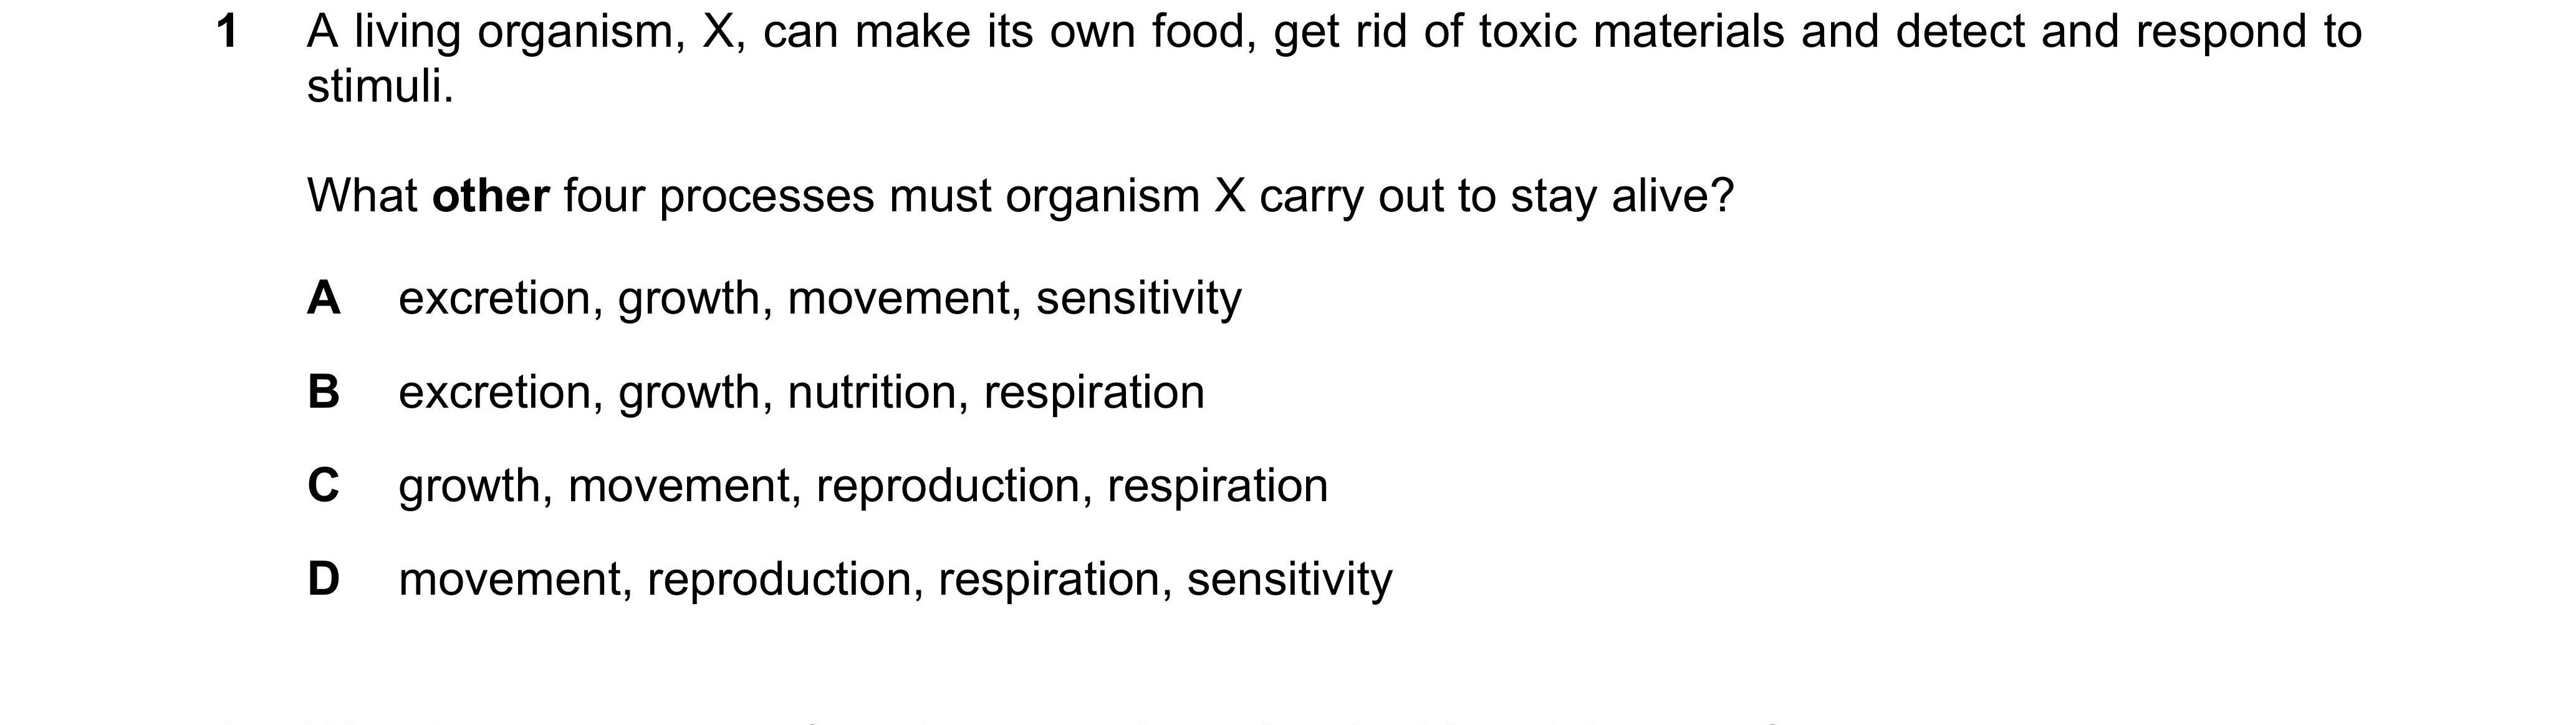 1 A living organism, X, can make its own food, get rid of toxic materials and detect and respond to
stimuli.
What other four processes must organism X carry out to stay alive?
A excretion, growth, movement, sensitivity
B excretion, growth, nutrition, respiration
C growth, movement, reproduction, respiration
D movement, reproduction, respiration, sensitivity